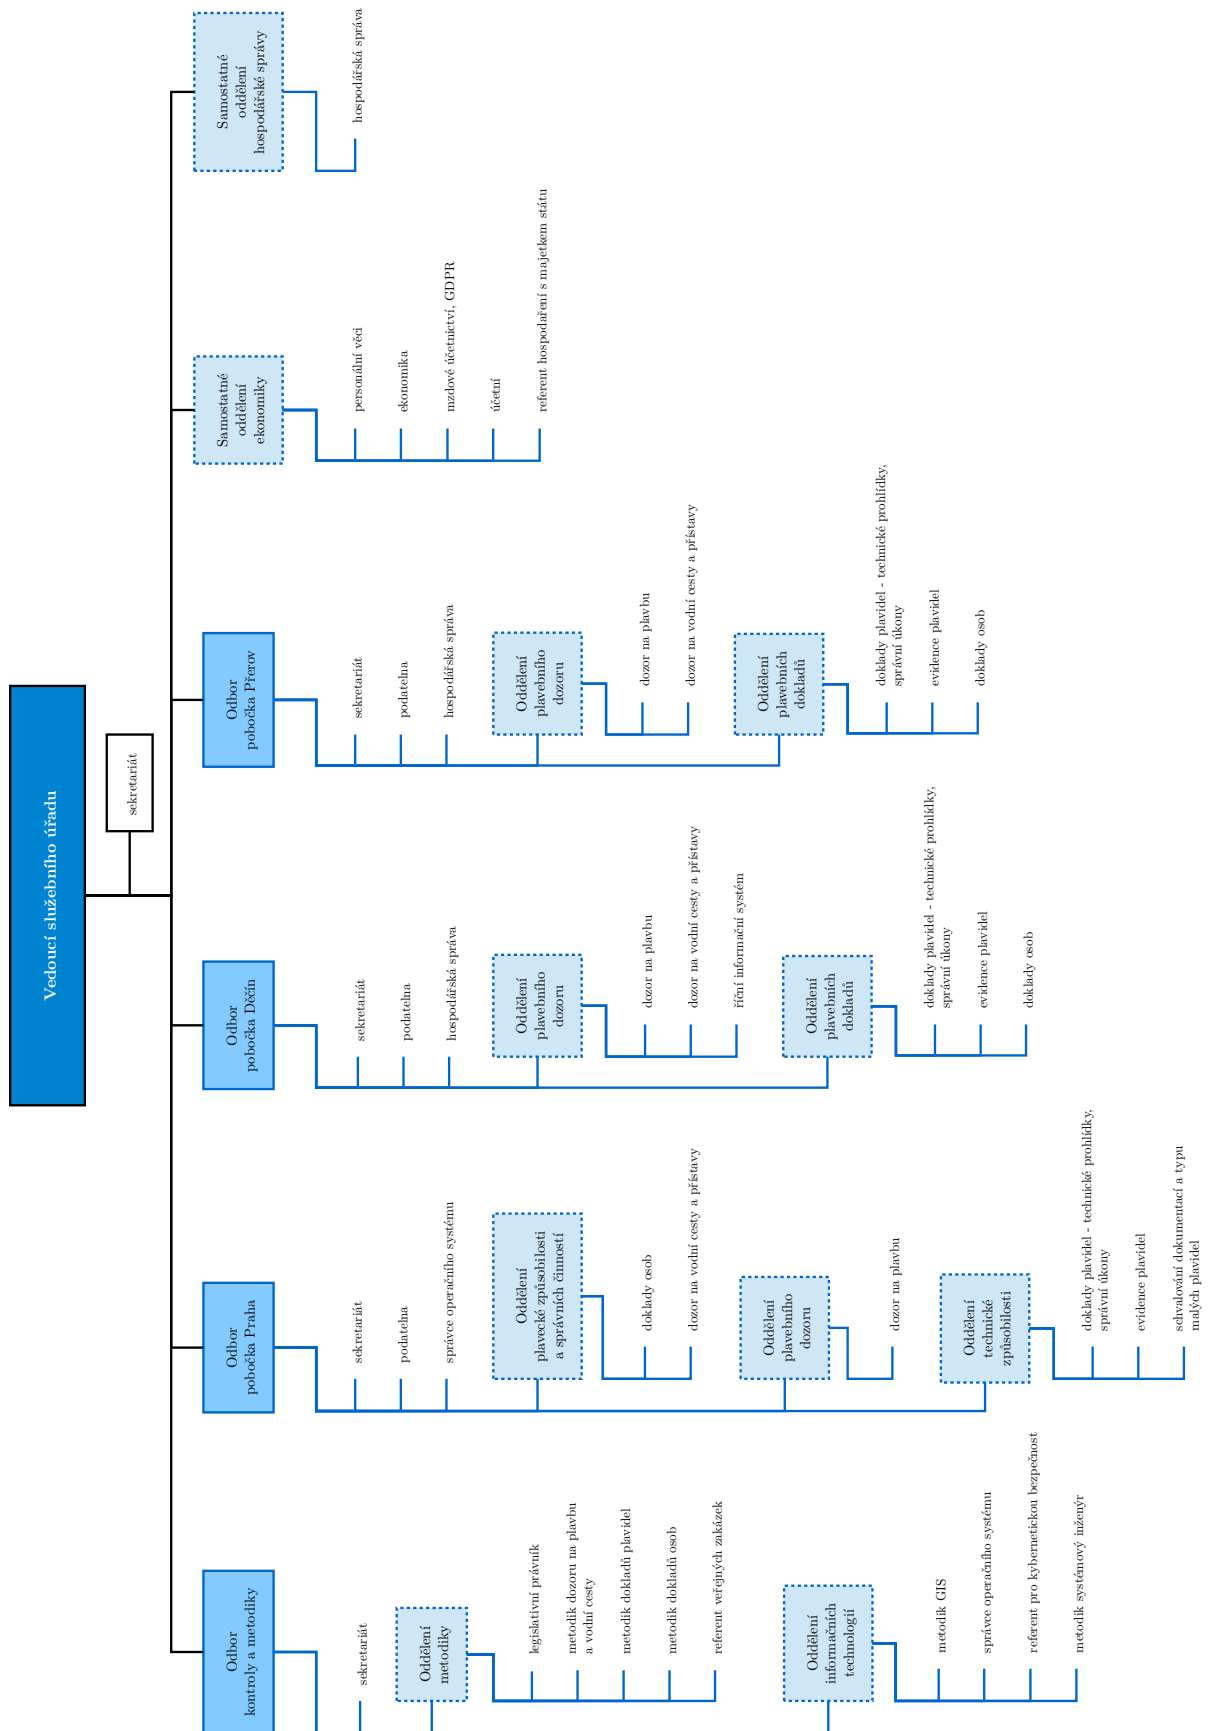 Vedoucí služebního úřadu
sekretariát
Odbor
kontroly a metodiky
sekretariát
Oddělení
metodiky
legislativní právník
metodik dozoru na plavbu
a vodní cesty
metodik dokladů plavidel
metodik dokladů osob
referent veřejných zakázek
Oddělení
informačních
technologií
metodik GIS
správce operačního systému
referent pro kybernetickou bezpečnost
metodik systémový inženýr
Odbor
pobočka Praha
sekretariát
podatelna
správce operačního systému
Oddělení
plavecké způsobilosti
a správních činností
doklady osob
dozor na vodní cesty a přístavy
Oddělení
plavebního
dozoru
dozor na plavbu
Oddělení
technické
způsobilosti
doklady plavidel - technické prohlídky,
správní úkony
evidence plavidel
schvalování dokumentací a typu
malých plavidel
Odbor
pobočka Děčín
sekretariát
podatelna
hospodářská správa
Oddělení
plavebního
dozoru
dozor na plavbu
dozor na vodní cesty a přístavy
říční informační systém
Oddělení
plavebních
dokladů
doklady plavidel - technické prohlídky,
správní úkony
evidence plavidel
doklady osob
Odbor
pobočka Přerov
sekretariát
podatelna
hospodářská správa
Oddělení
plavebního
dozoru
dozor na plavbu
dozor na vodní cesty a přístavy
Oddělení
plavebních
dokladů
doklady plavidel - technické prohlídky,
správní úkony
evidence plavidel
doklady osob
Samostatné
oddělení
ekonomiky
personální věci
ekonomika
mzdové účetnictví, GDPR
účetní
referent hospodaření s majetkem státu
Samostatné
oddělení
hospodářské správy
hospodářská správa